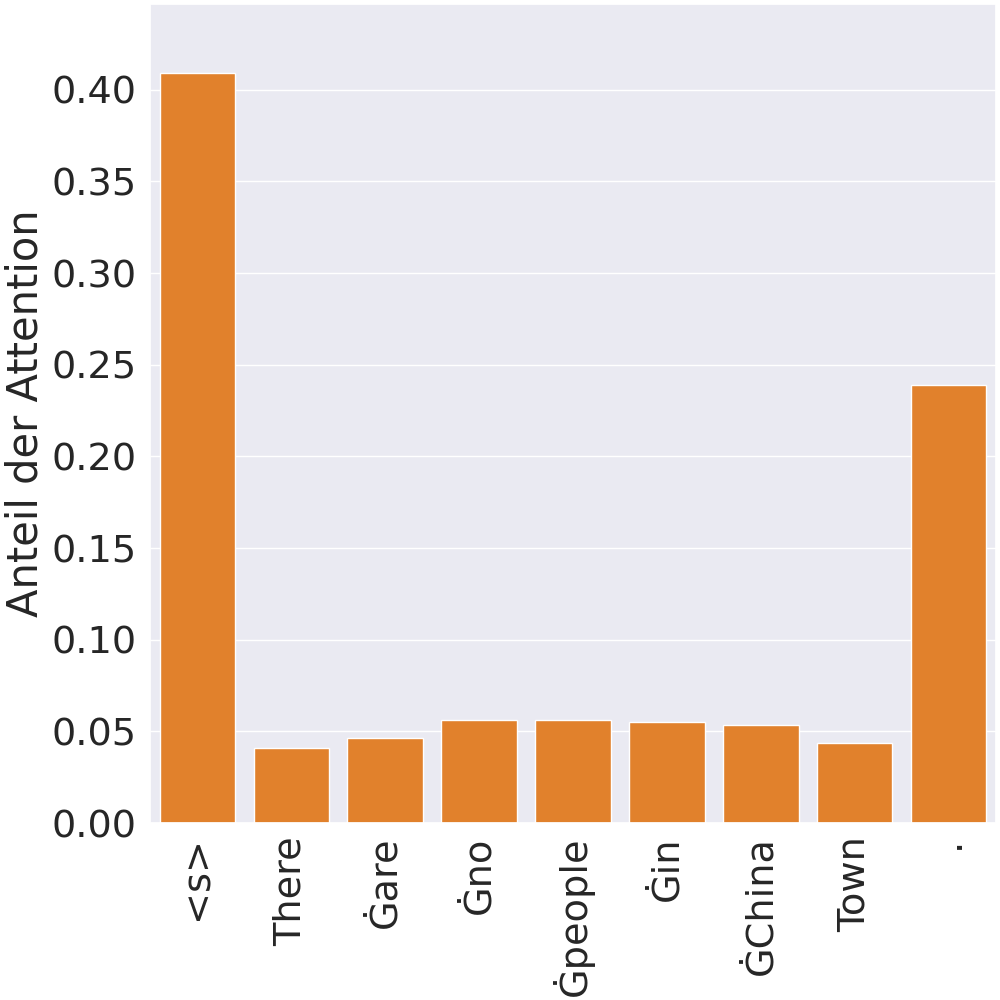 Anteil der Attention
0.40
0.35
0.30
0.25
0.20
0.15
0.10
0.05
0.00
<s>
There
Ġare
Ġno
Ġpeople
Ġin
ĠChina
Town
.